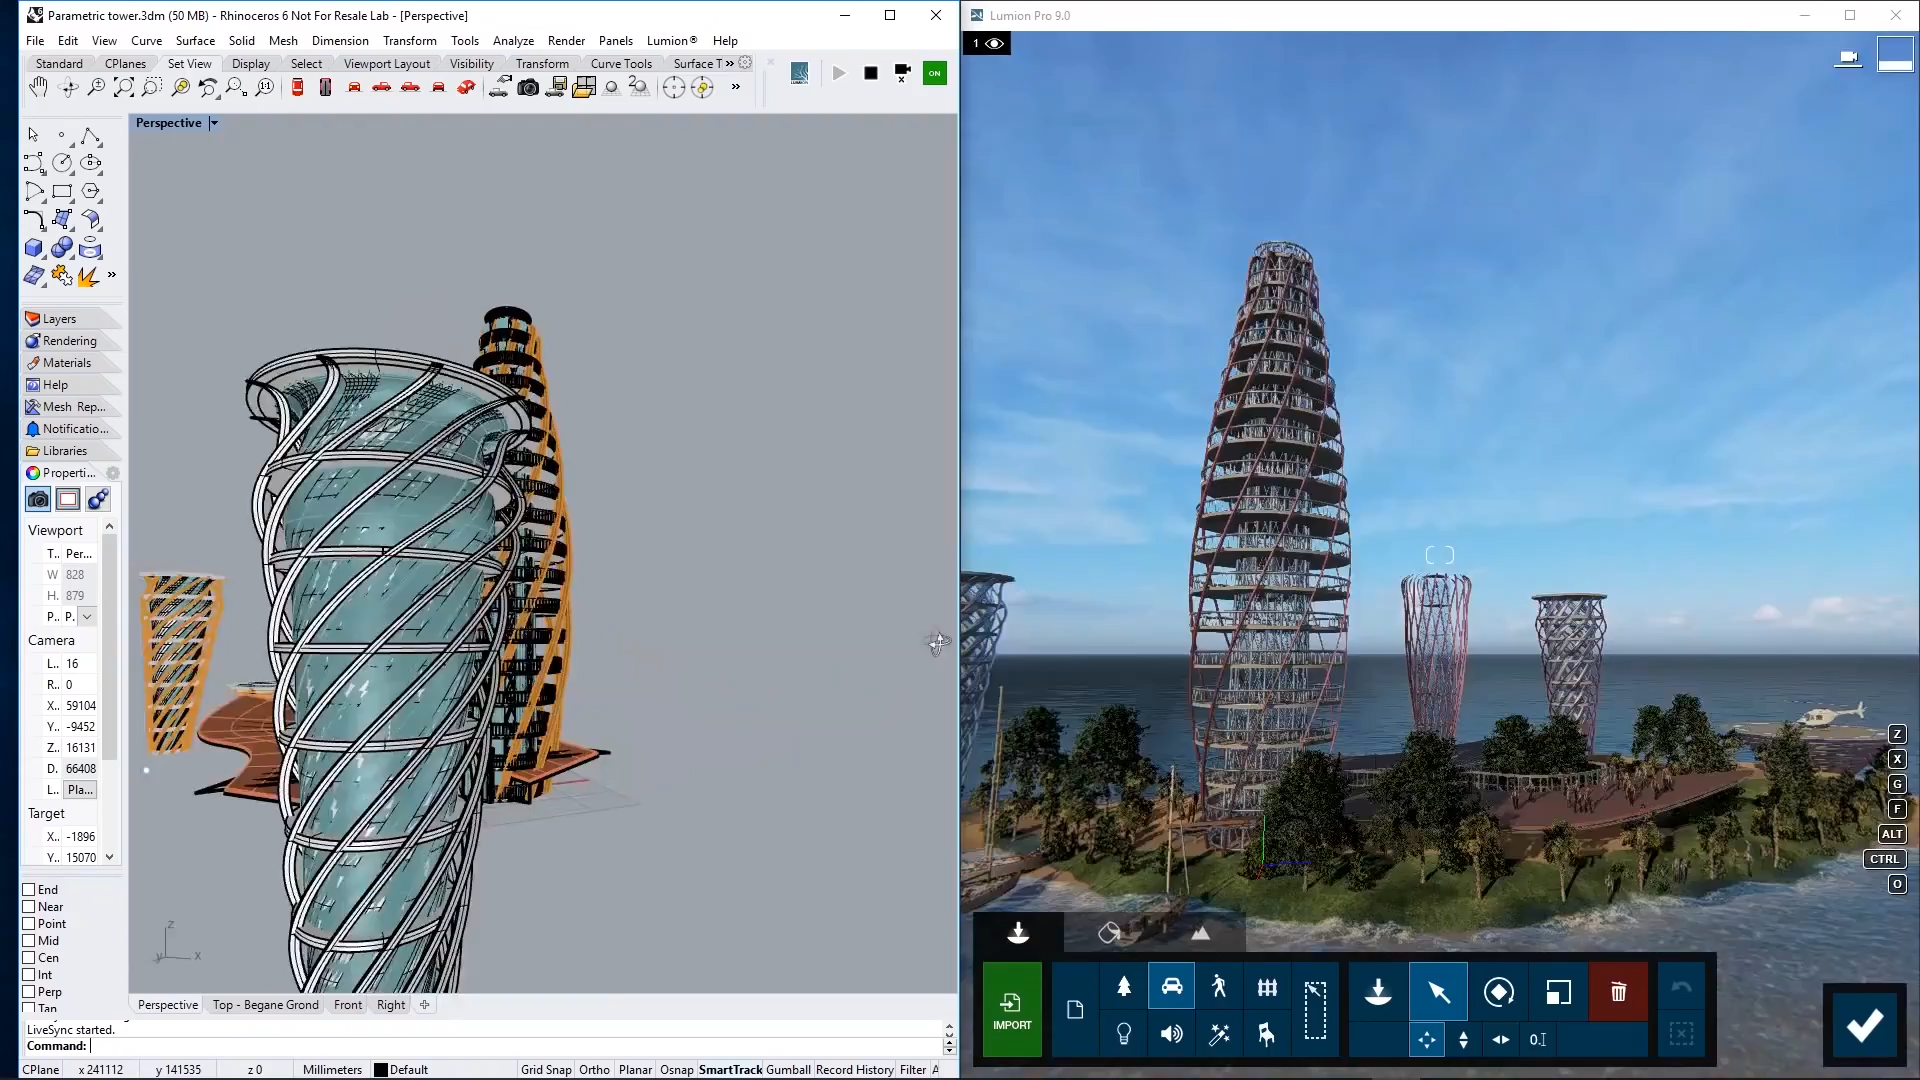 Parametric tower.3dm (50 MB) - Rhinoceros 6 Not For Resale Lab - [Perspective]
File Edit View Curve Surface Solid Mesh Dimension Transform Tools Analyze Render Panels Lumion® Help
Standard CPlanes Set View Display Select Viewport Layout Visibility Transform Curve Tools Surface T »
ON
Perspective
Layers
Rendering
Materials
Help
Mesh Rep...
Notificatio...
Libraries
Properti...
Viewport
T.. Per...
W 828
H. 879
P.. P.
Camera
L.. 16
R.. 0
X.. 59104
Y.. -9452
Z.. 16131
D. 66408
L.. Pla...
Target
X.. -1896
Y.. 15070
End
Near
Point
Mid
Cen
Int
Perp
Tan
z
y x
Perspective Top - Begane Grond Front Right
LiveSync started.
Command:
CPlane x 241112 y 141535 z 0 Millimeters Default Grid Snap Ortho Planar Osnap SmartTrack Gumball Record History Filter A
Lumion Pro 9.0
1
Z
X
G
F
ALT
CTRL
O
IMPORT
0.